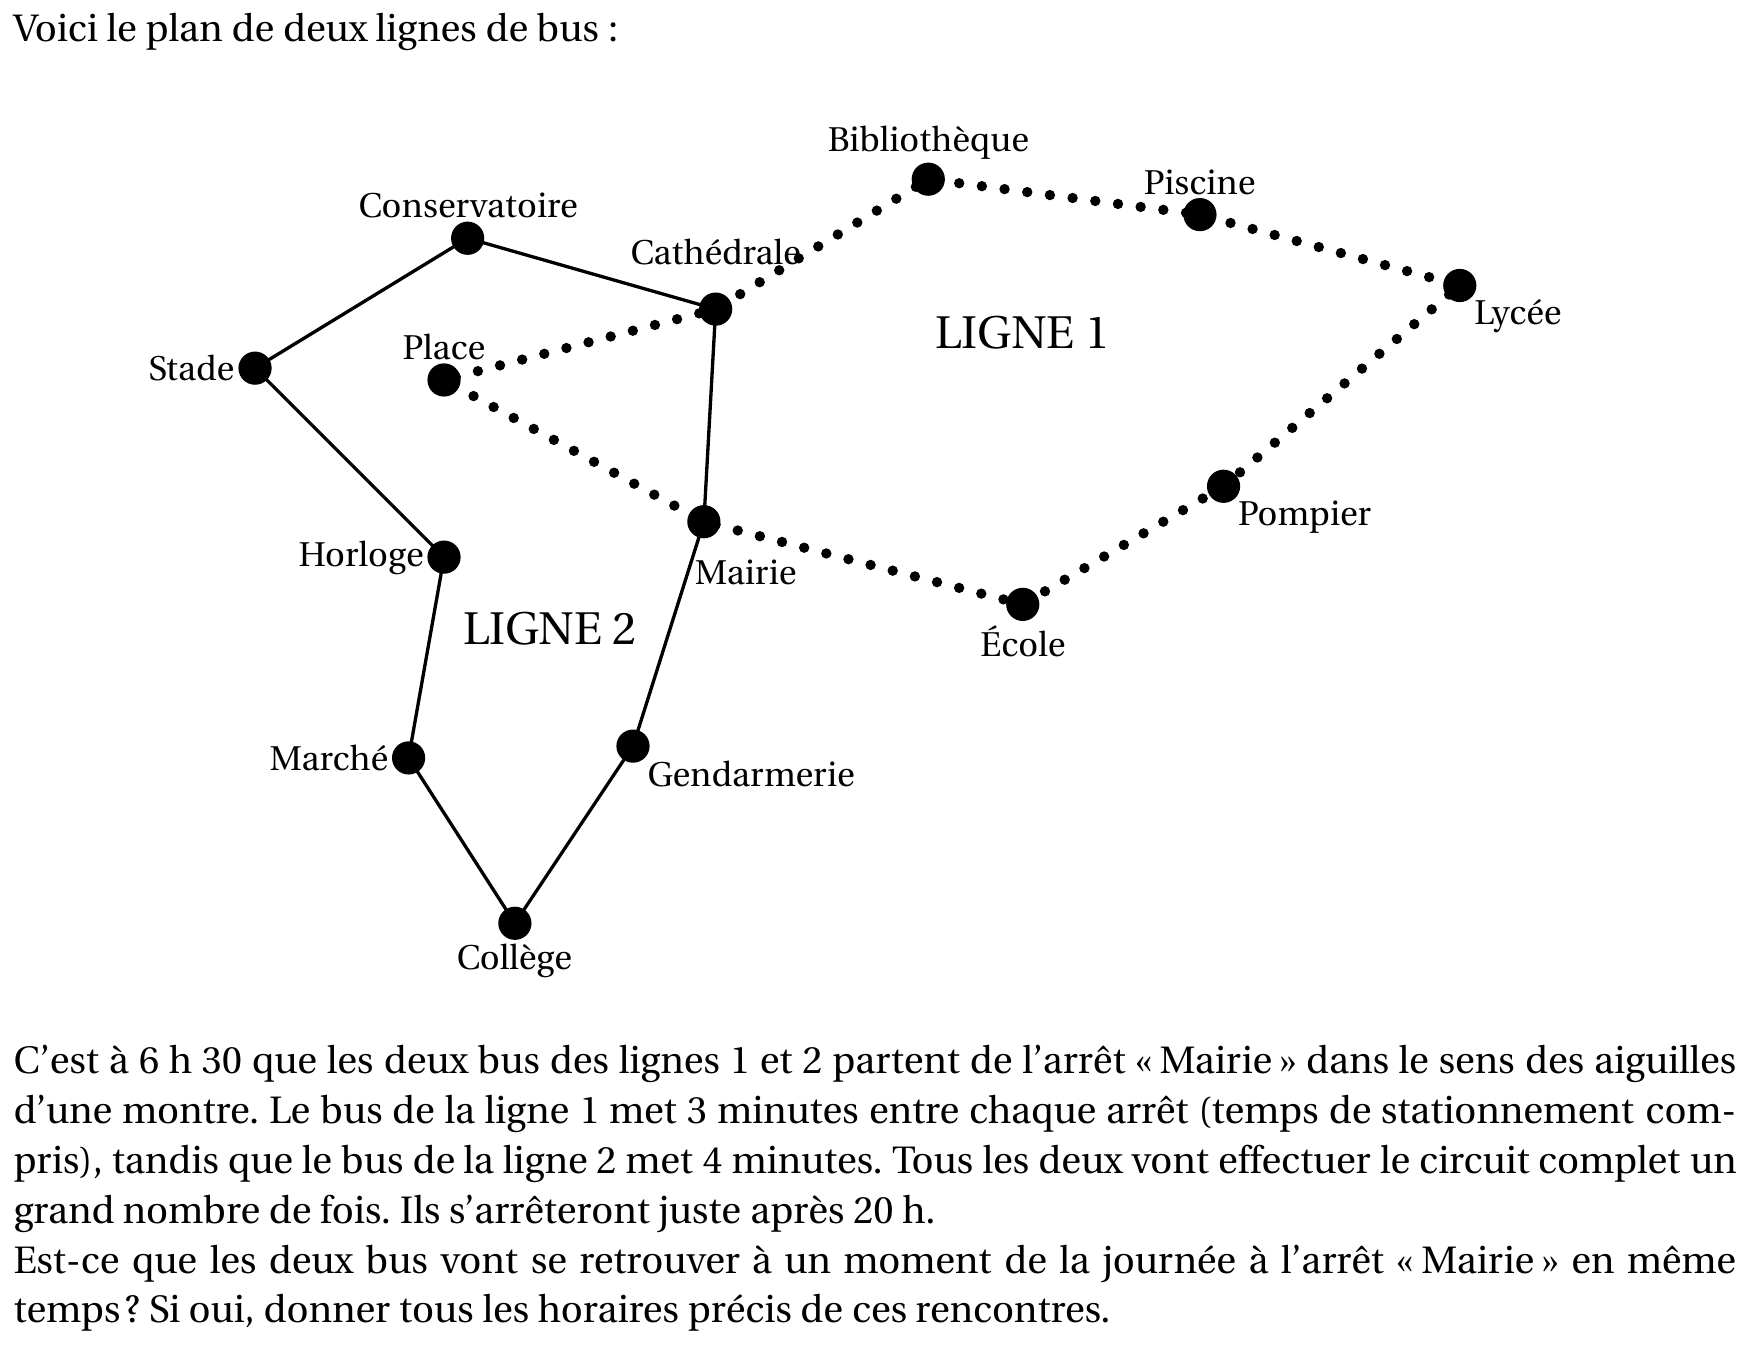 Voici le plan de deux lignes de bus :
Bibliothèque
Piscine
Conservatoire
Cathédrale
Lycée
LIGNE 1
Place
Stade
Pompier
Horloge
Mairie
LIGNE 2
École
Marché
Gendarmerie
Collège
C’est à 6 h 30 que les deux bus des lignes 1 et 2 partent de l’arrêt « Mairie » dans le sens des aiguilles
d’une montre. Le bus de la ligne 1 met 3 minutes entre chaque arrêt (temps de stationnement com-
pris), tandis que le bus de la ligne 2 met 4 minutes. Tous les deux vont effectuer le circuit complet un
grand nombre de fois. Ils s’arrêteront juste après 20 h.
Est-ce que les deux bus vont se retrouver à un moment de la journée à l’arrêt « Mairie » en même
temps ? Si oui, donner tous les horaires précis de ces rencontres.